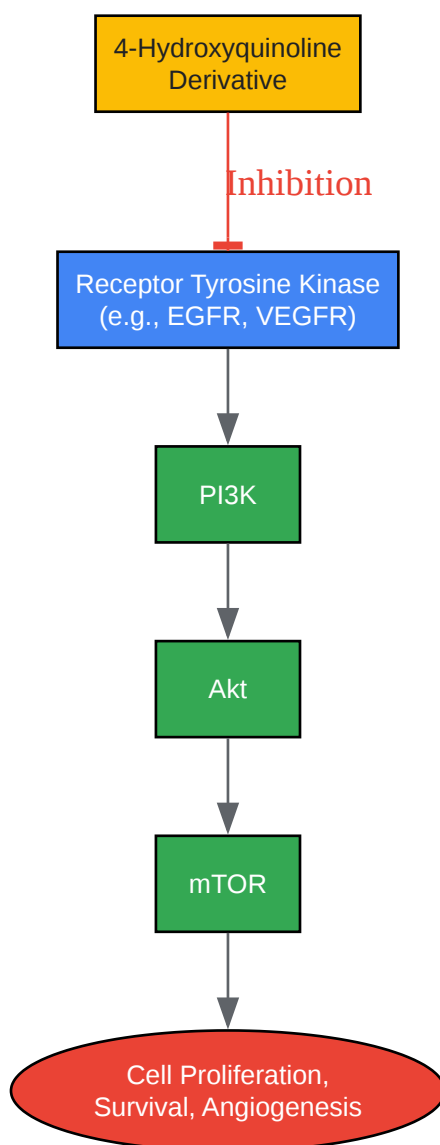 4-Hydroxyquinoline
Derivative
Inhibition
Receptor Tyrosine Kinase
(e.g., EGFR, VEGFR)
PI3K
Akt
mTOR
Cell Proliferation,
Survival, Angiogenesis